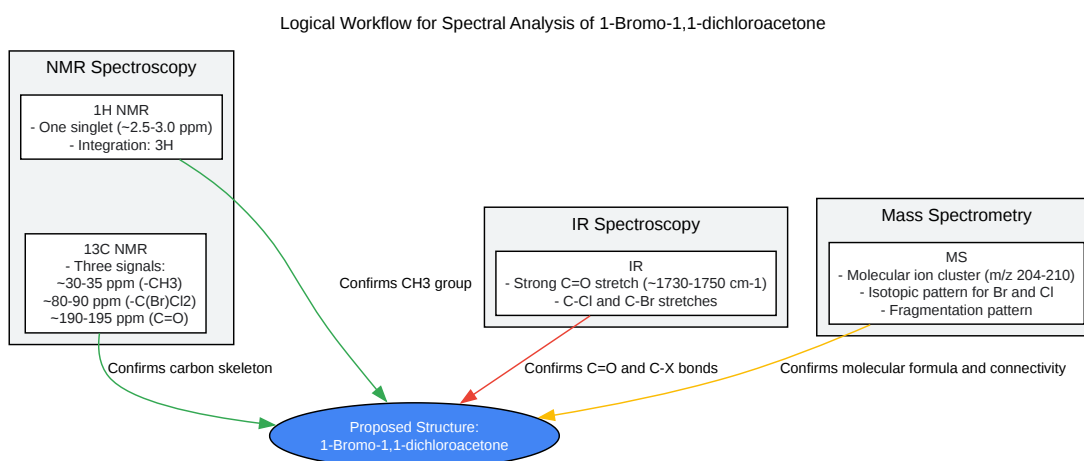 Logical Workflow for Spectral Analysis of 1-Bromo-1,1-dichloroacetone
NMR Spectroscopy
1H NMR
- One singlet (~2.5-3.0 ppm)
- Integration: 3H
13C NMR
- Three signals:
~30-35 ppm (-CH3)
~80-90 ppm (-C(Br)Cl2)
~190-195 ppm (C=O)
IR Spectroscopy
IR
- Strong C=O stretch (~1730-1750 cm-1)
- C-Cl and C-Br stretches
Mass Spectrometry
MS
- Molecular ion cluster (m/z 204-210)
- Isotopic pattern for Br and Cl
- Fragmentation pattern
Confirms CH3 group
Confirms carbon skeleton
Confirms C=O and C-X bonds
Confirms molecular formula and connectivity
Proposed Structure:
1-Bromo-1,1-dichloroacetone